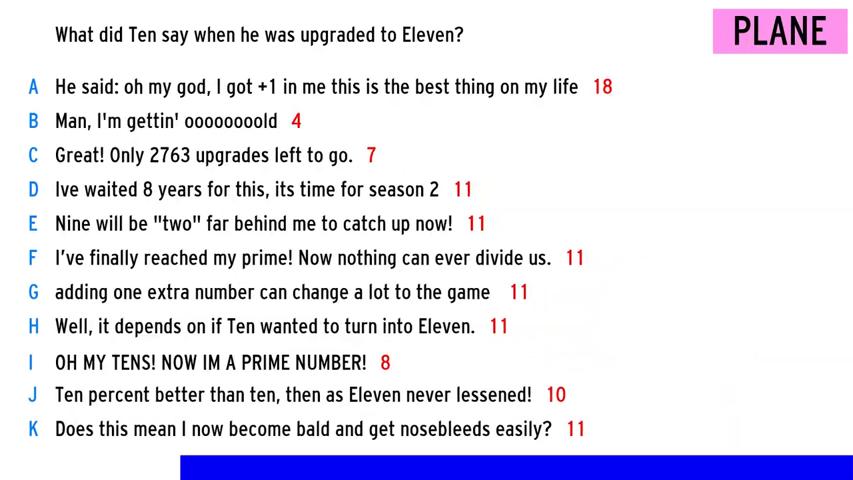 What did Ten say when he was upgraded to Eleven?
PLANE
A He said: oh my god, I got +1 in me this is the best thing on my life 18
B Man, I'm gettin' oooooooold 4
C Great! Only 2763 upgrades left to go. 7
D Ive waited 8 years for this, its time for season 2 11
E Nine will be "two" far behind me to catch up now! 11
F I've finally reached my prime! Now nothing can ever divide us. 11
G adding one extra number can change a lot to the game 11
H Well, it depends on if Ten wanted to turn into Eleven. 11
I OH MY TENS! NOW IM A PRIME NUMBER! 8
J Ten percent better than ten, then as Eleven never lessened! 10
K Does this mean I now become bald and get nosebleeds easily? 11